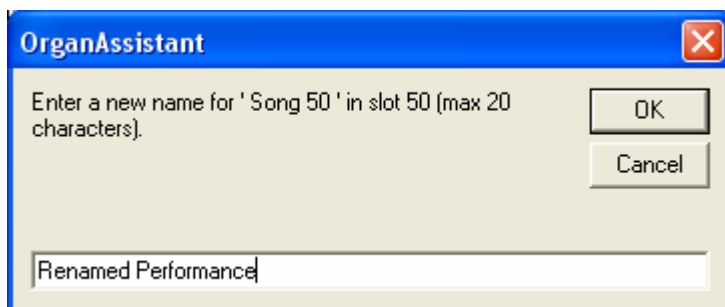 OrganAssistant
Enter a new name for ' Song 50 ' in slot 50 (max 20
characters).
OK
Cancel
Renamed Performance